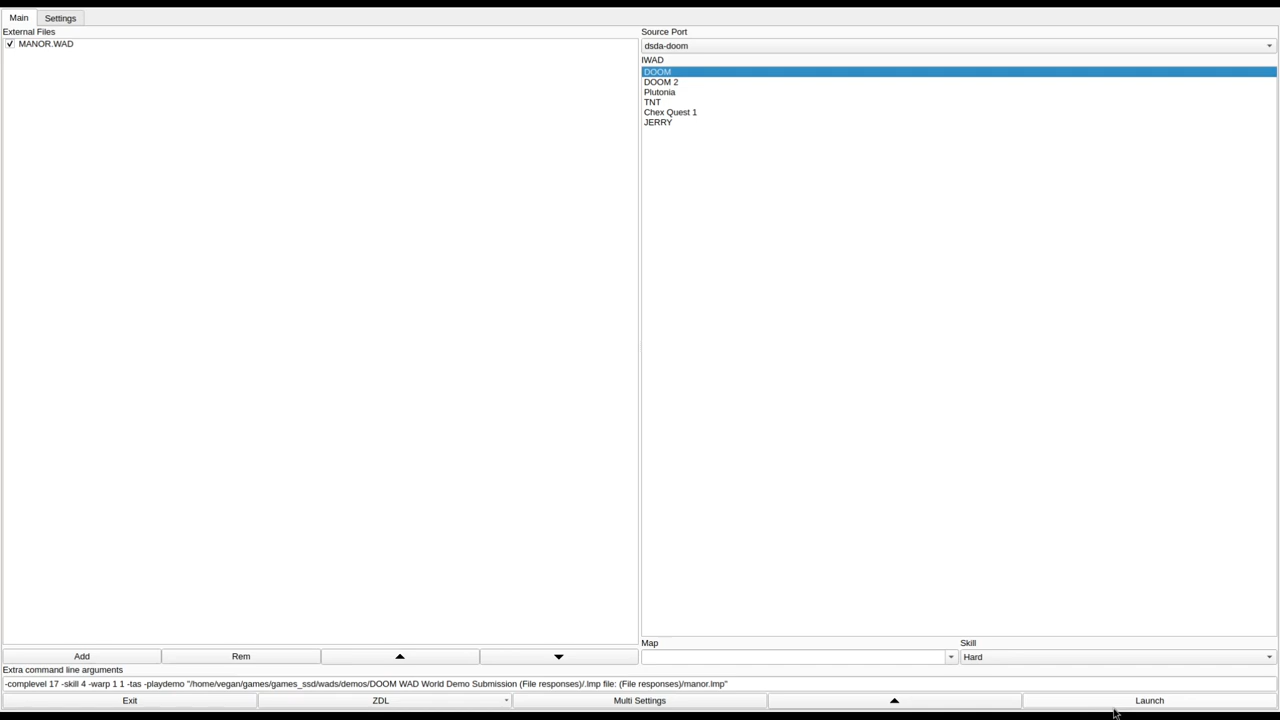 Main Settings
External Files
MANOR.WAD
Source Port
dsda-doom
IWAD
DOOM
DOOM 2
Plutonia
TNT
Chex Quest 1
JERRY
Add Rem
Map Skill
Hard
Extra command line arguments
-complevel 17 -skill 4 -warp 1 1 -tas -playdemo "/home/vegan/games/games_ssd/wads/demos/DOOM WAD World Demo Submission (File responses)/.lmp file: (File responses)/manor.lmp"
Exit ZDL Multi Settings Launch